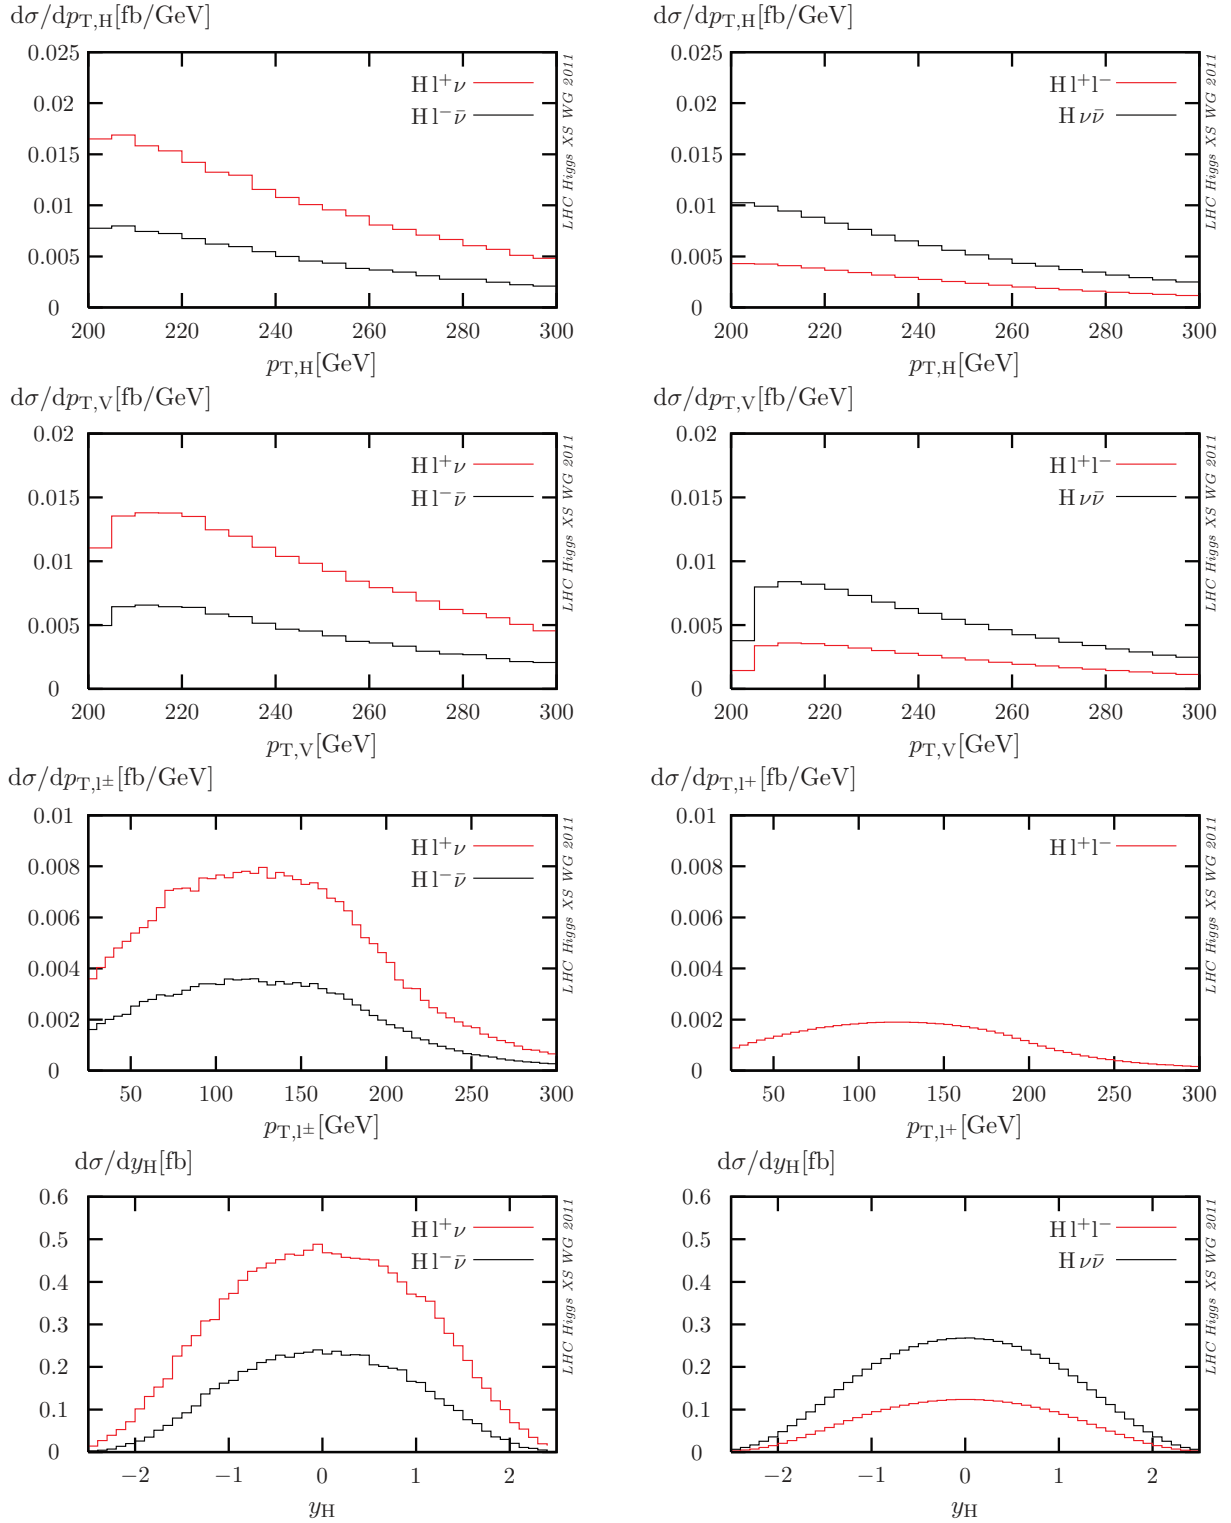 dσ/dp_T,H[fb/GeV]
0.025
0.02
0.015
0.01
0.005
0
200 220 240 260 280 300
p_T,H[GeV]
H l⁺ ν
H l⁻ ν̄
LHC Higgs XS WG 2011
dσ/dp_T,H[fb/GeV]
0.025
0.02
0.015
0.01
0.005
0
200 220 240 260 280 300
p_T,H[GeV]
H l⁺l⁻
H ν ν̄
LHC Higgs XS WG 2011
dσ/dp_T,V[fb/GeV]
0.02
0.015
0.01
0.005
0
200 220 240 260 280 300
p_T,V[GeV]
H l⁺ ν
H l⁻ ν̄
LHC Higgs XS WG 2011
dσ/dp_T,V[fb/GeV]
0.02
0.015
0.01
0.005
0
200 220 240 260 280 300
p_T,V[GeV]
H l⁺l⁻
H ν ν̄
LHC Higgs XS WG 2011
dσ/dp_T,l±[fb/GeV]
0.01
0.008
0.006
0.004
0.002
0
50 100 150 200 250 300
p_T,l±[GeV]
H l⁺ ν
H l⁻ ν̄
LHC Higgs XS WG 2011
dσ/dp_T,l⁺[fb/GeV]
0.01
0.008
0.006
0.004
0.002
0
50 100 150 200 250 300
p_T,l⁺[GeV]
H l⁺l⁻
LHC Higgs XS WG 2011
dσ/dy_H[fb]
0.6
0.5
0.4
0.3
0.2
0.1
0
−2 −1 0 1 2
y_H
H l⁺ ν
H l⁻ ν̄
LHC Higgs XS WG 2011
dσ/dy_H[fb]
0.6
0.5
0.4
0.3
0.2
0.1
0
−2 −1 0 1 2
y_H
H l⁺l⁻
H ν ν̄
LHC Higgs XS WG 2011